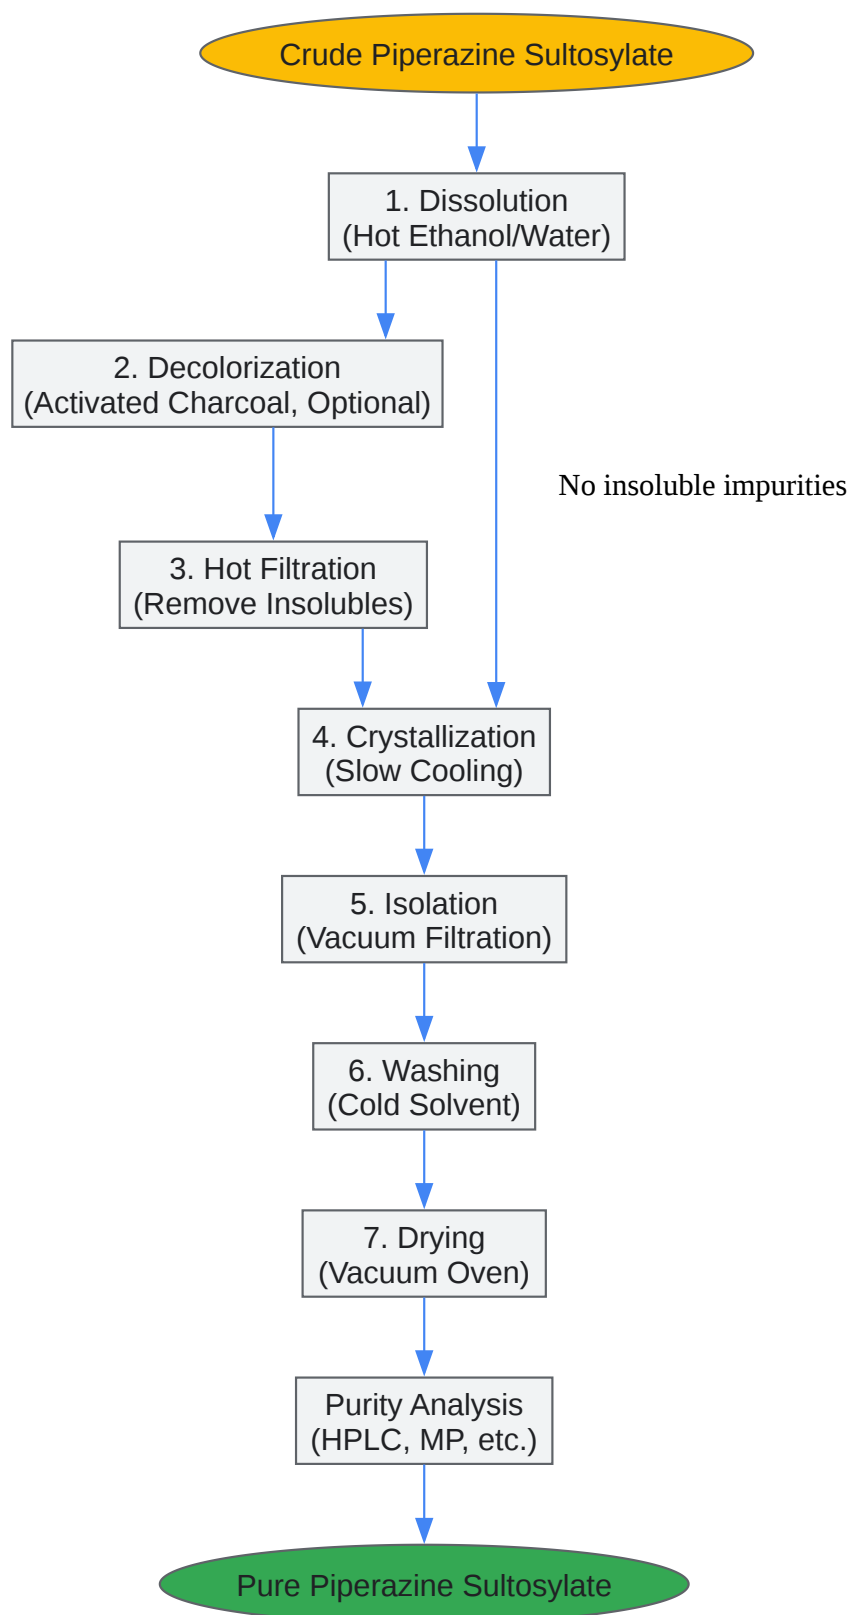 Crude Piperazine Sultosylate
1. Dissolution
(Hot Ethanol/Water)
2. Decolorization
(Activated Charcoal, Optional)
No insoluble impurities
3. Hot Filtration
(Remove Insolubles)
4. Crystallization
(Slow Cooling)
5. Isolation
(Vacuum Filtration)
6. Washing
(Cold Solvent)
7. Drying
(Vacuum Oven)
Purity Analysis
(HPLC, MP, etc.)
Pure Piperazine Sultosylate